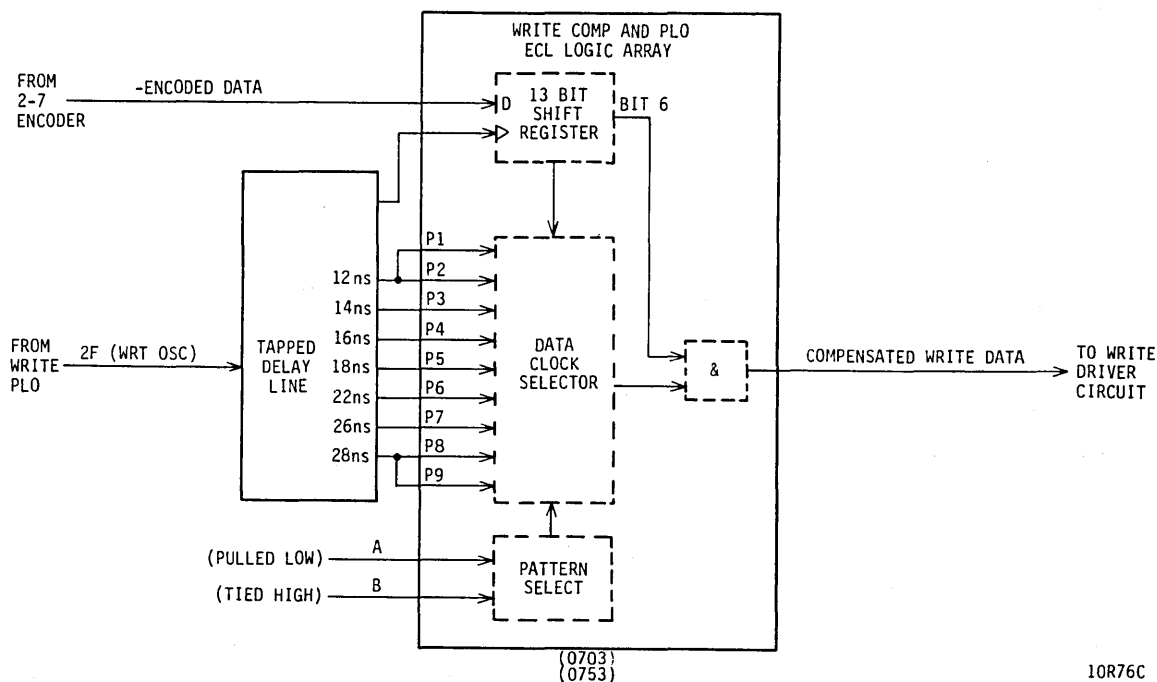 WRITE COMP AND PLO
ECL LOGIC ARRAY
FROM
2-7
ENCODER
-ENCODED DATA
D
13 BIT
SHIFT
REGISTER
BIT 6
P1
P2
P3
P4
P5
P6
P7
P8
P9
12ns
14ns
16ns
18ns
22ns
26ns
28ns
FROM
WRITE
PLO
2F (WRT OSC)
TAPPED
DELAY
LINE
DATA
CLOCK
SELECTOR
&
COMPENSATED WRITE DATA
TO WRITE
DRIVER
CIRCUIT
(PULLED LOW)
A
(TIED HIGH)
B
PATTERN
SELECT
(0703)
(0753)
10R76C